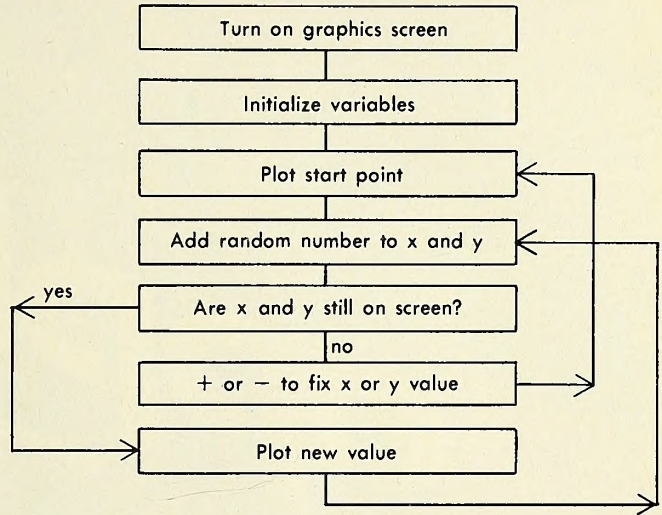 Turn on graphics screen
Initialize variables
Plot start point
Add random number to x and y
yes
Are x and y still on screen?
no
+ or − to fix x or y value
Plot new value